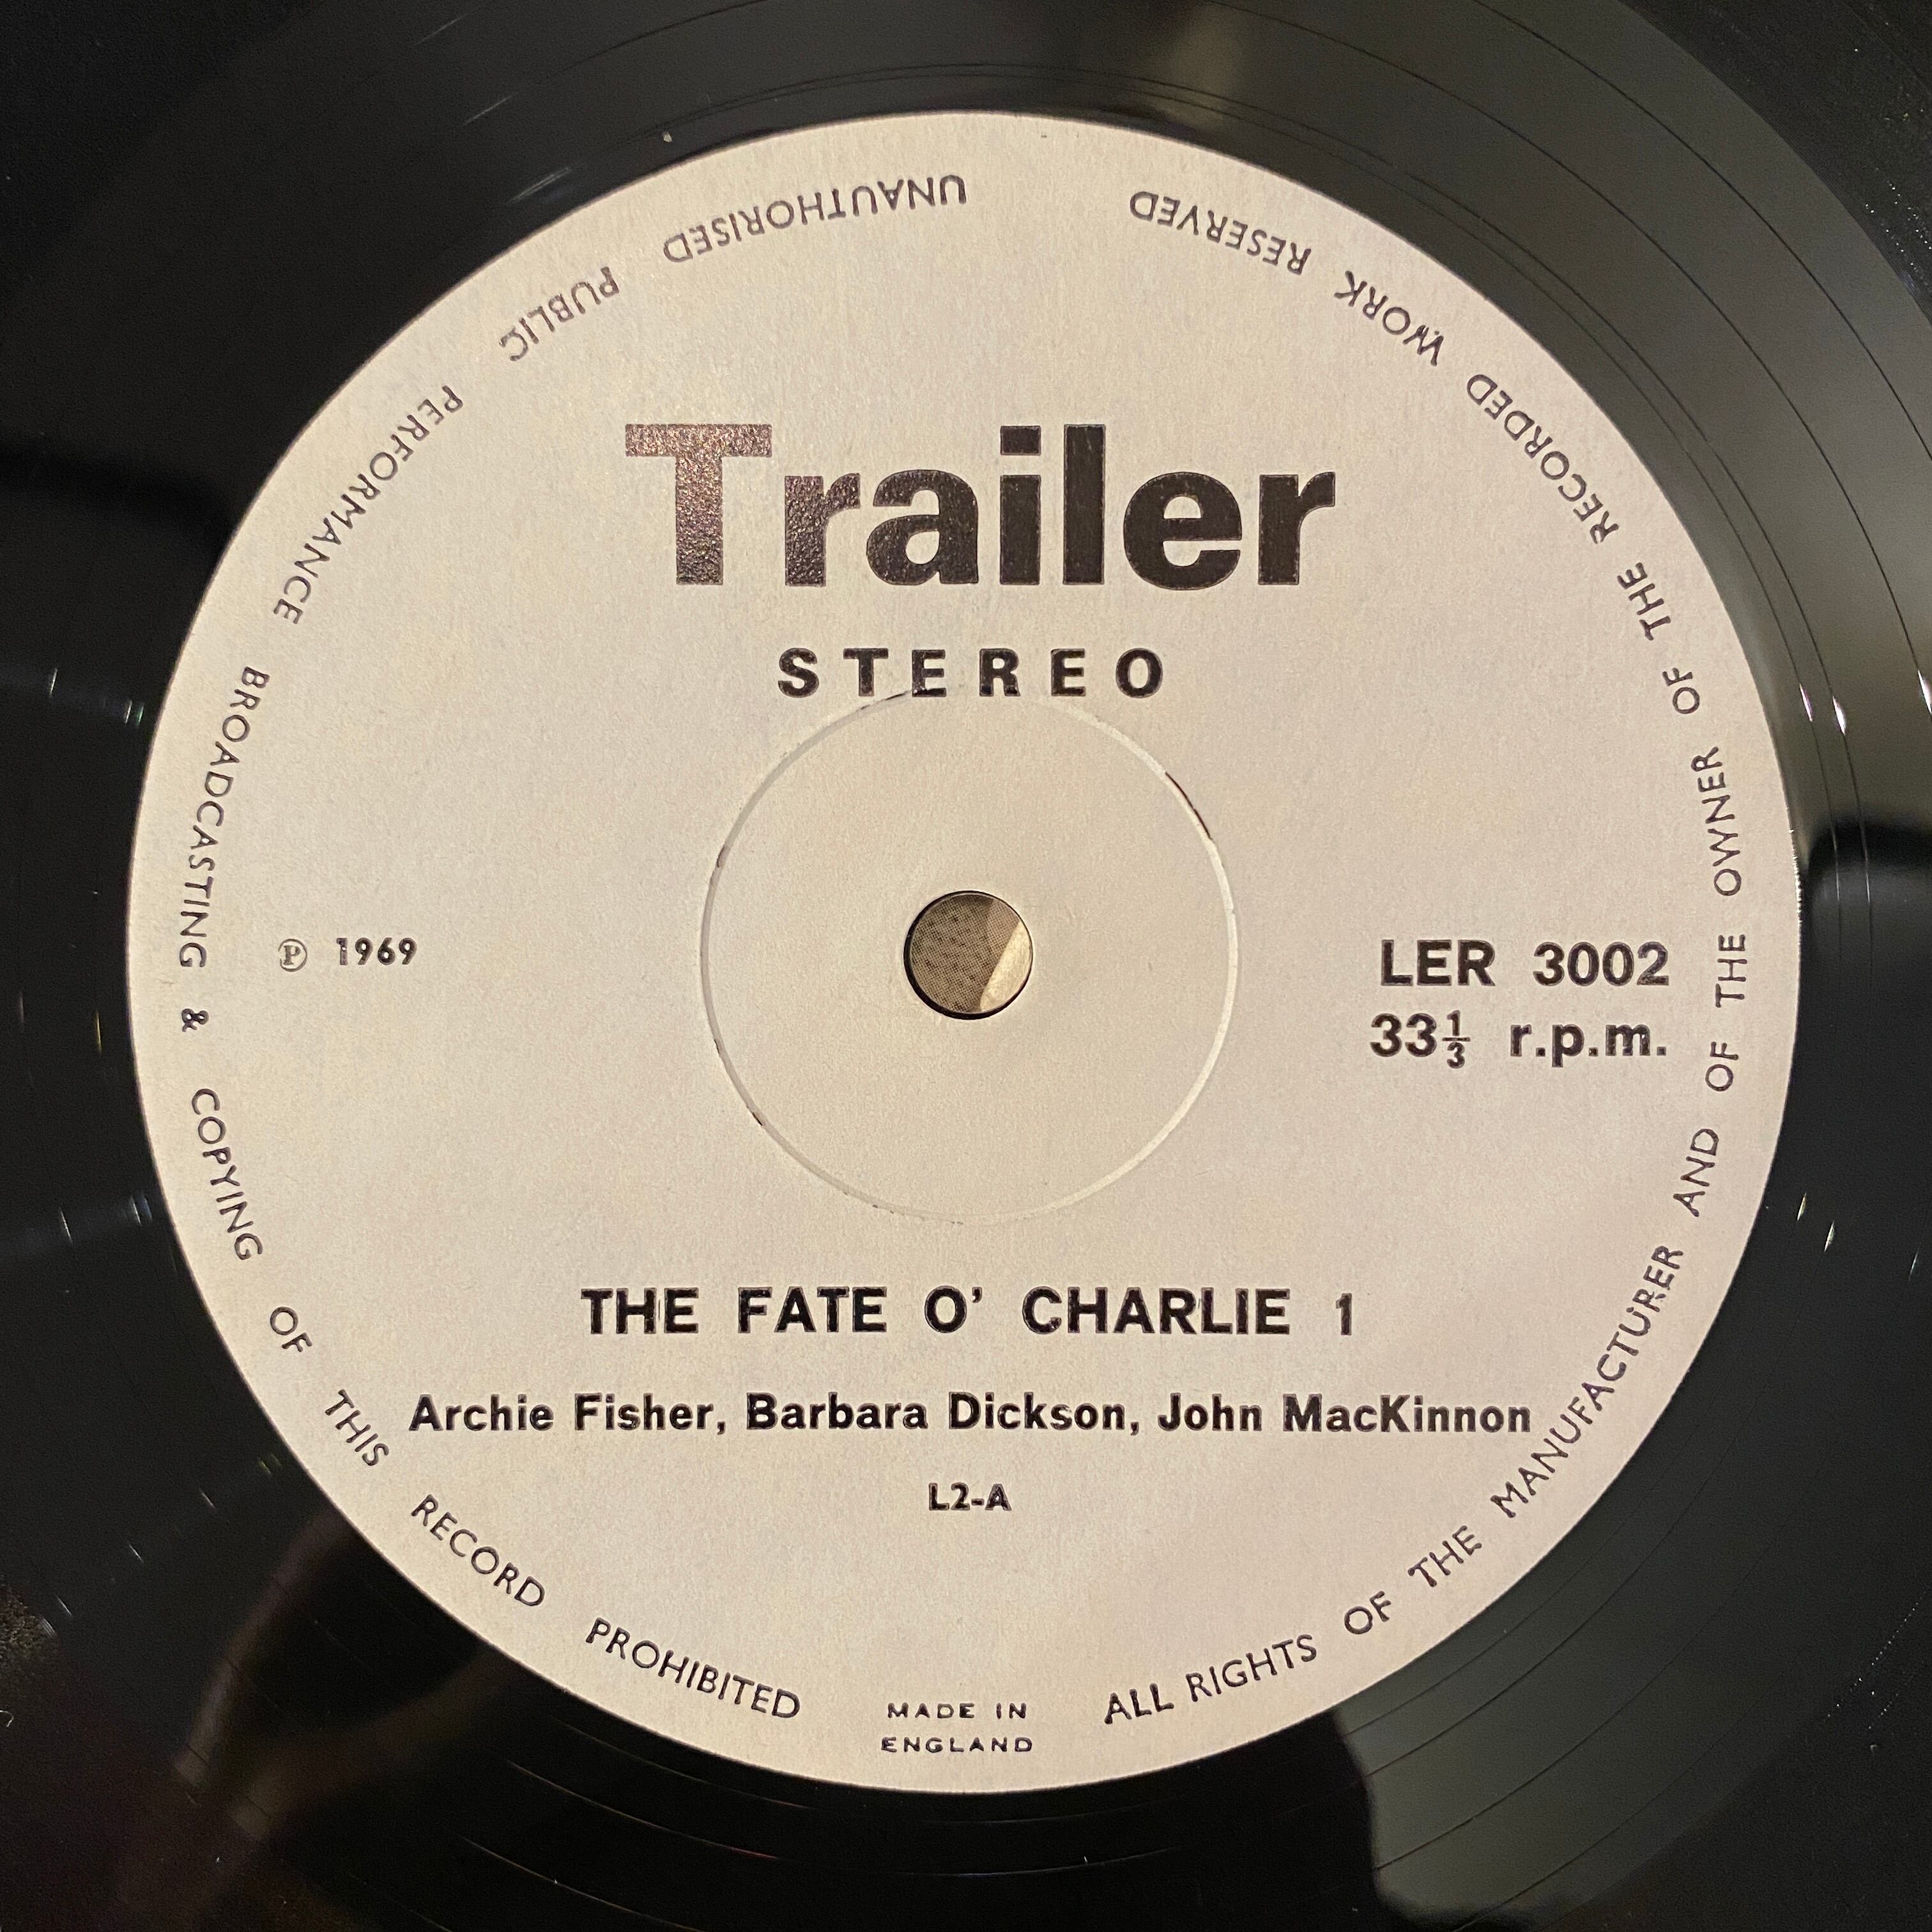 Trailer
STEREO
Ⓟ 1969
LER 3002
33⅓ r.p.m.
THE FATE O' CHARLIE 1
Archie Fisher, Barbara Dickson, John MacKinnon
L2-A
MADE IN
ENGLAND
ALL RIGHTS OF THE MANUFACTURER AND OF THE OWNER OF THE RECORDED WORK RESERVED
UNAUTHORISED PUBLIC PERFORMANCE BROADCASTING & COPYING OF THIS RECORD PROHIBITED